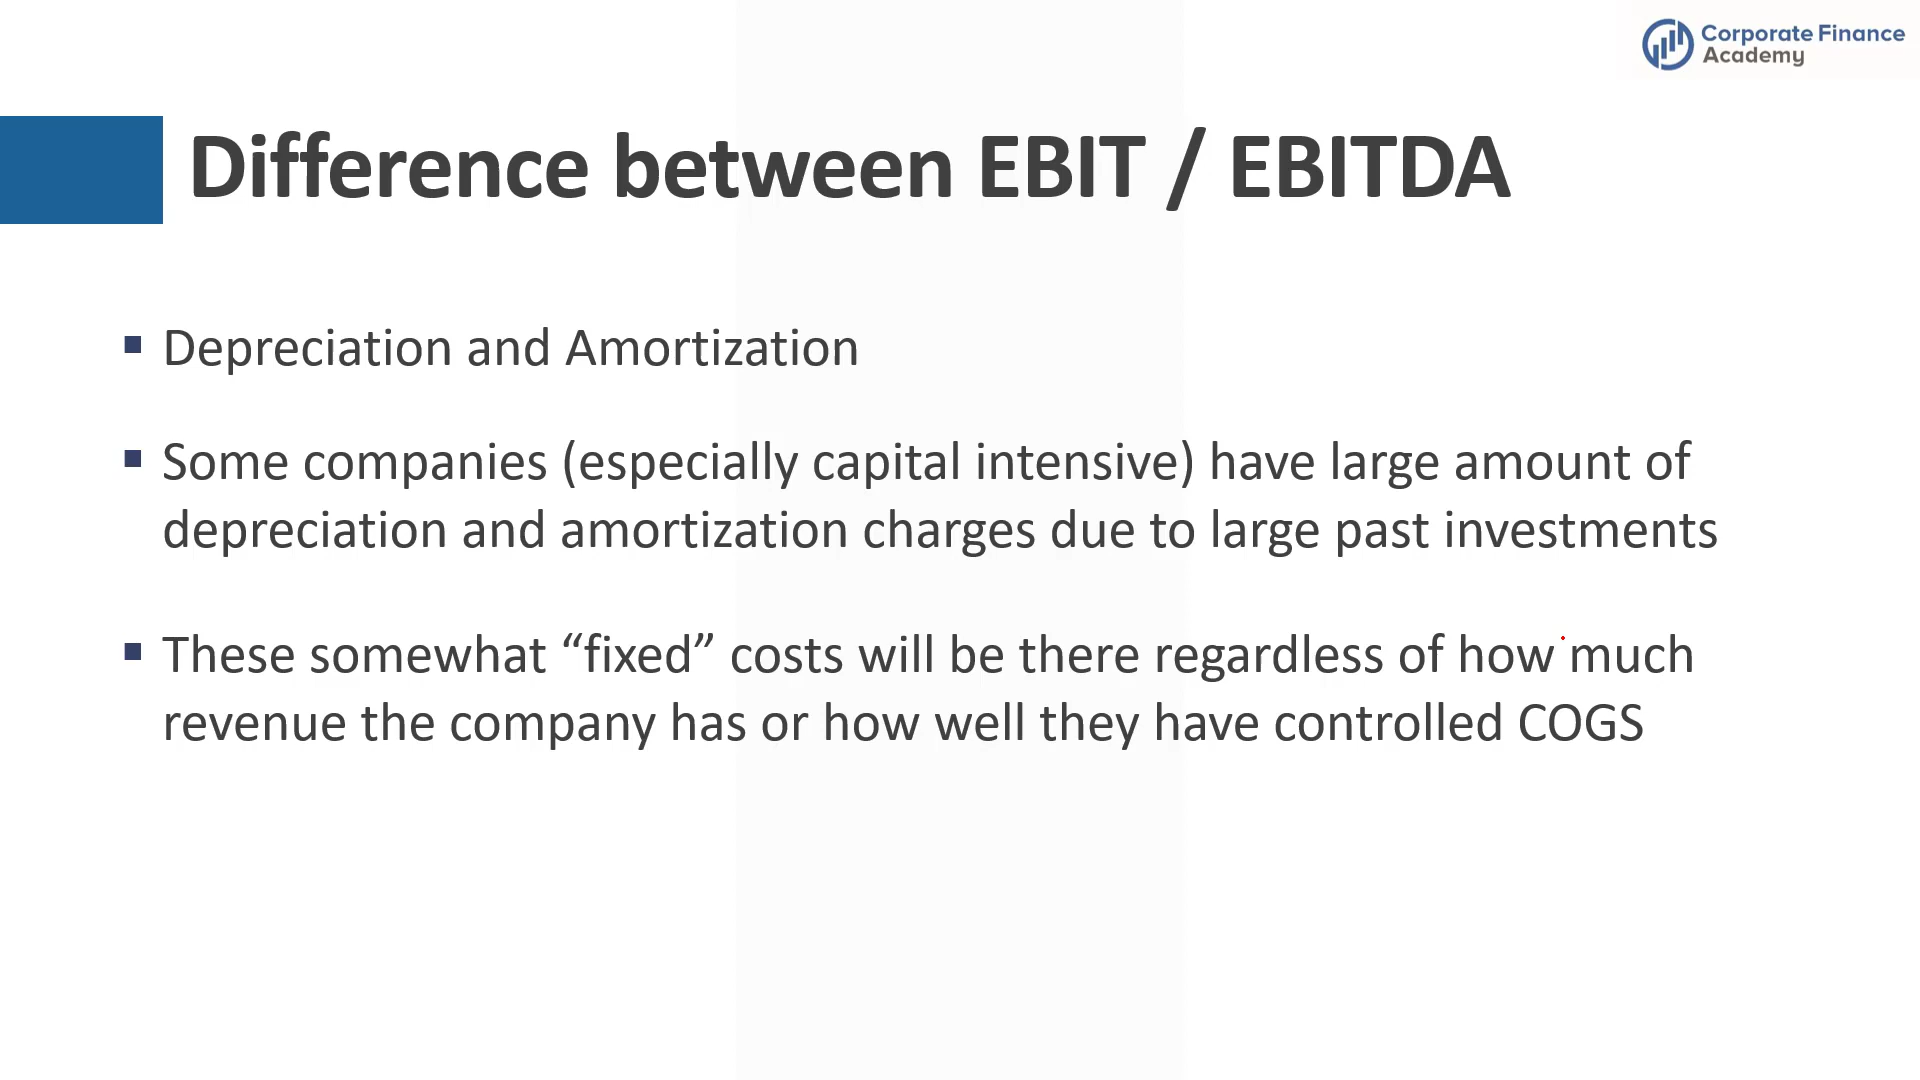 Corporate Finance
Academy
Difference between EBIT / EBITDA
▪ Depreciation and Amortization
▪ Some companies (especially capital intensive) have large amount of
depreciation and amortization charges due to large past investments
▪ These somewhat “fixed” costs will be there regardless of how much
revenue the company has or how well they have controlled COGS